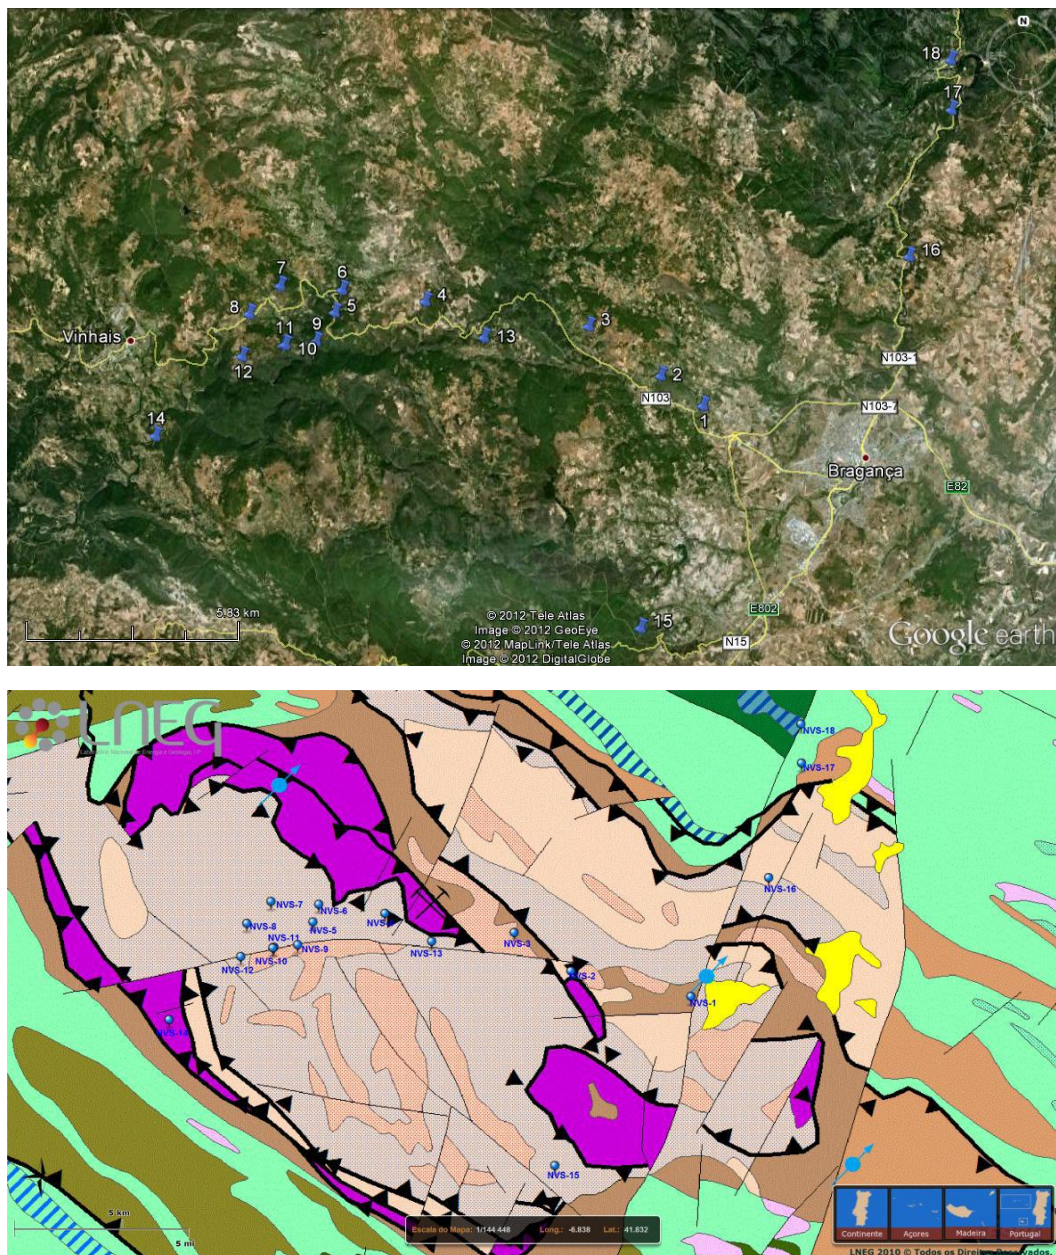 N
18
17
16
7
6
4
8
5
11
9
3
13
Vinhais
10
12
2
N103-1
N103
14
1
N103-7
Bragança
E82
5.83 km
E802
© 2012 Tele Atlas
15
Image © 2012 GeoEye
© 2012 MapLink/Tele Atlas
N15
Google earth
Image © 2012 DigitalGlobe
LNEG
NVS-18
NVS-17
NVS-16
NVS-7
NVS-6
NVS-8
NVS-5
NVS-3
NVS-11
NVS-9
NVS-13
NVS-10
NVS-12
NVS-2
NVS-1
NVS-14
NVS-15
5 km
5 mi
Escala do Mapa: 1/144 448 Long.: -6.838 Lat.: 41.832
Continente Açores Madeira Portugal
LNEG 2010 © Todos os Direitos Reservad